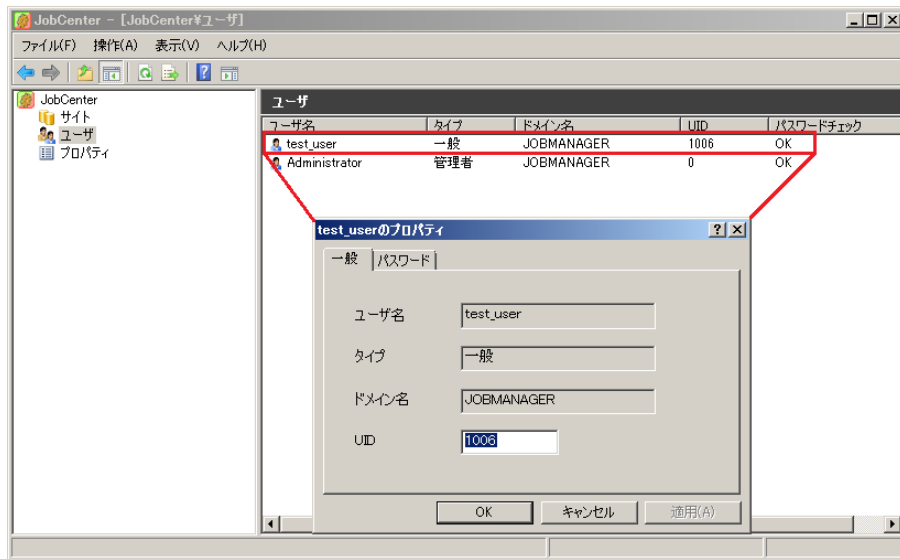 JobCenter - [JobCenter¥ユーザ]
ファイル(F) 操作(A) 表示(V) ヘルプ(H)
JobCenter
サイト
ユーザ
プロパティ
ユーザ
ユーザ名 タイプ ドメイン名 UID パスワードチェック
test_user 一般 JOBMANAGER 1006 OK
Administrator 管理者 JOBMANAGER 0 OK
test_userのプロパティ
一般 パスワード
ユーザ名 test_user
タイプ 一般
ドメイン名 JOBMANAGER
UID 1006
OK キャンセル 適用(A)